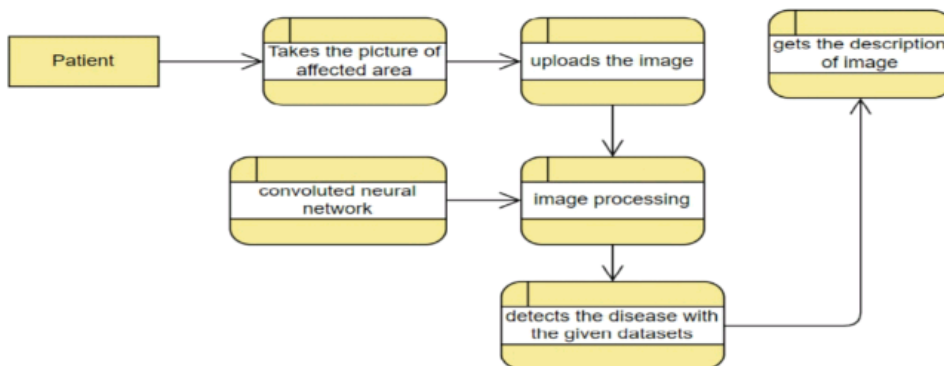 Patient
Takes the picture of
affected area
uploads the image
gets the description
of image
convoluted neural
network
image processing
detects the disease with
the given datasets